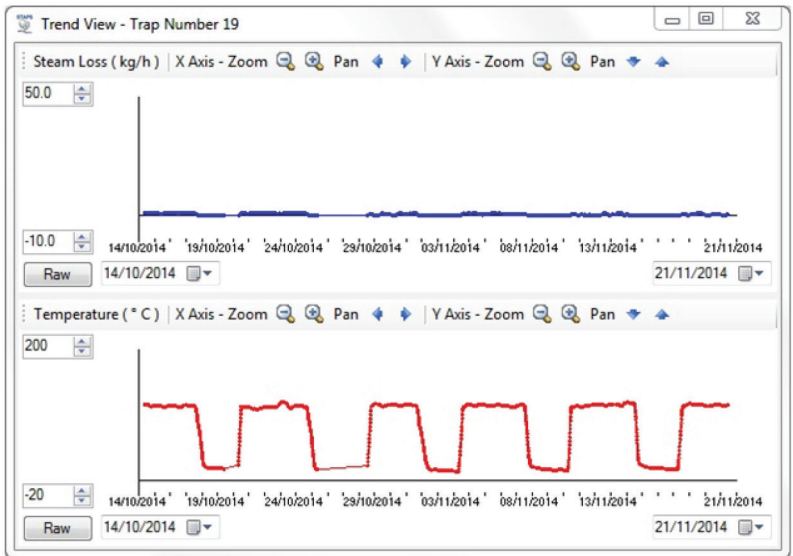 STAPS Trend View - Trap Number 19
Steam Loss ( kg/h ) X Axis - Zoom Pan Y Axis - Zoom Pan
50.0
-10.0
14/10/2014 19/10/2014 24/10/2014 29/10/2014 03/11/2014 08/11/2014 13/11/2014 21/11/2014
Raw 14/10/2014 21/11/2014
Temperature ( ° C ) X Axis - Zoom Pan Y Axis - Zoom Pan
200
-20
14/10/2014 19/10/2014 24/10/2014 29/10/2014 03/11/2014 08/11/2014 13/11/2014 21/11/2014
Raw 14/10/2014 21/11/2014